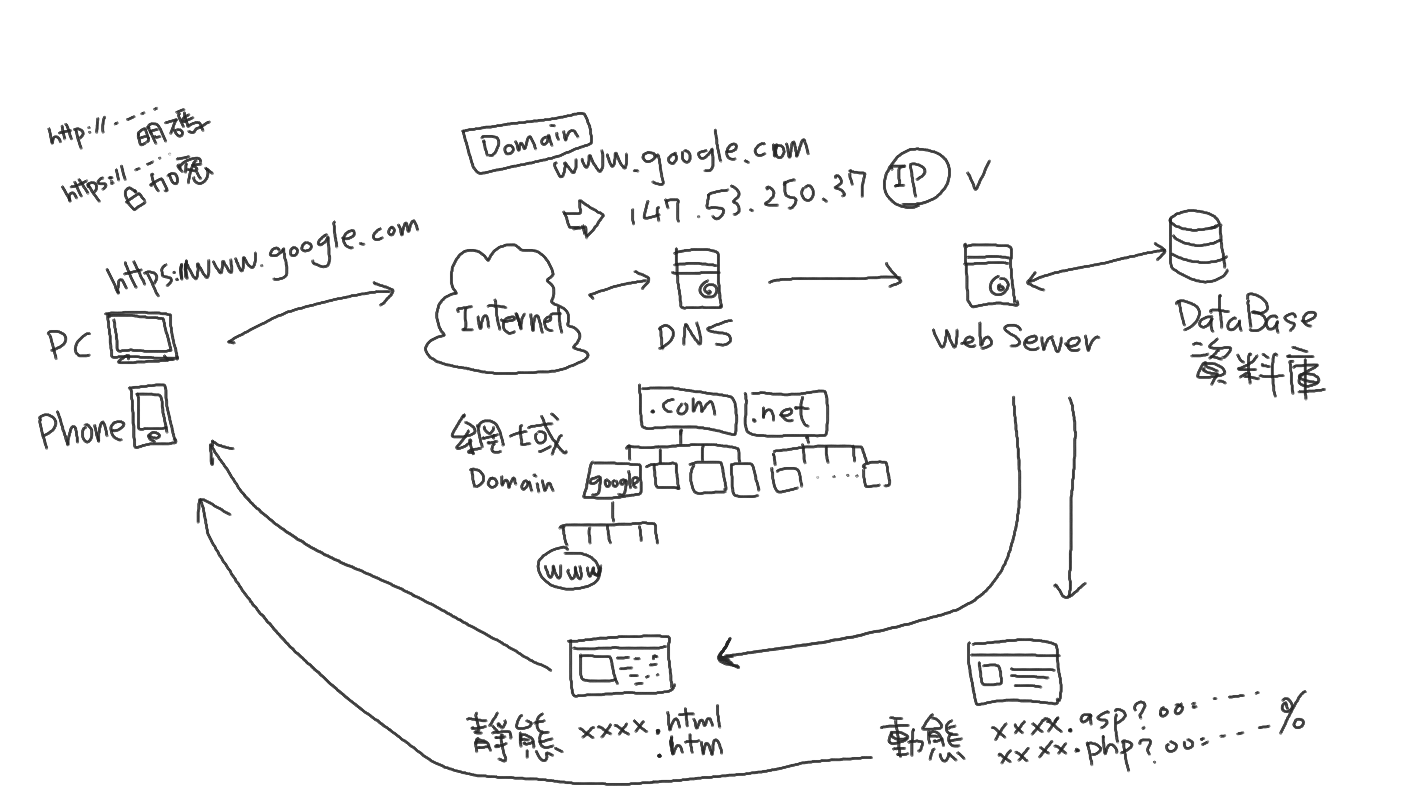 http://-----
明碼
https://-----
加密
Domain
www.google.com
147.53.250.37 IP
https://www.google.com
Internet
DNS
Web Server
DataBase
資料庫
PC
Phone
網域
Domain
.com .net
google
www
靜態 xxxx.html
.htm
動態 xxxx.asp?oo=-----
xxxx.php?oo=-----%